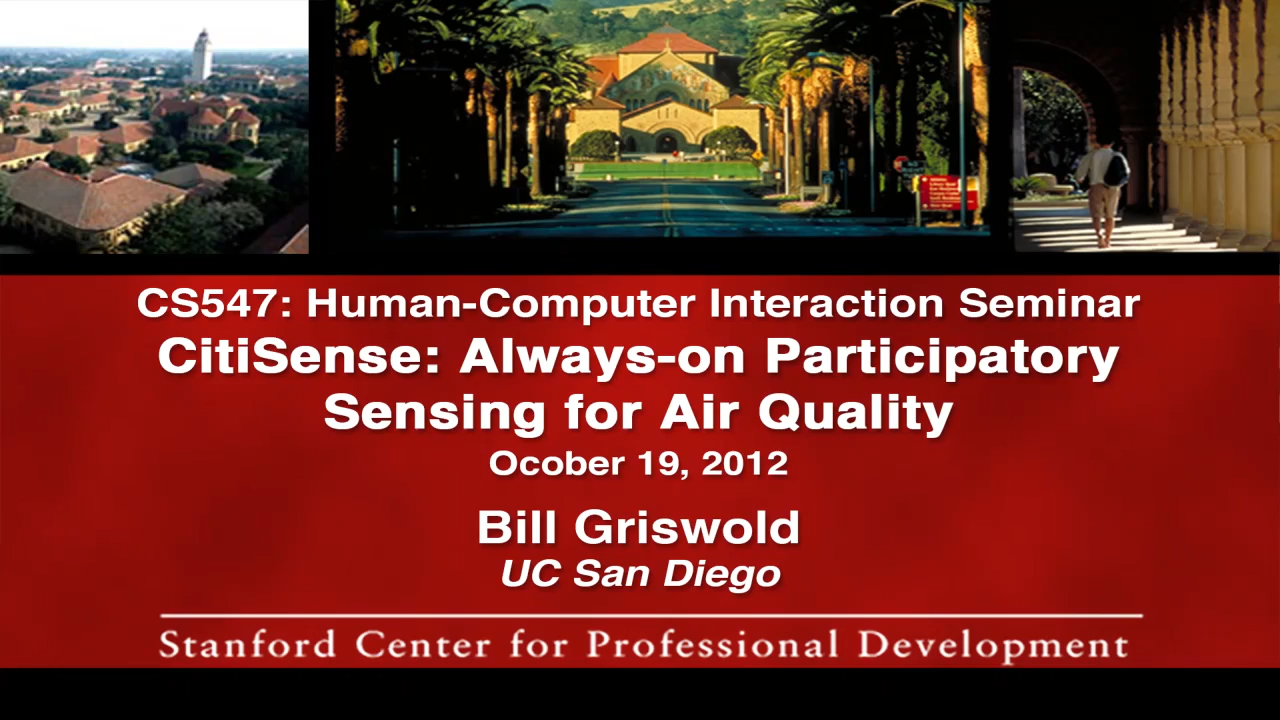 CS547: Human-Computer Interaction Seminar
CitiSense: Always-on Participatory
Sensing for Air Quality
Ocober 19, 2012
Bill Griswold
UC San Diego
Stanford Center for Professional Development